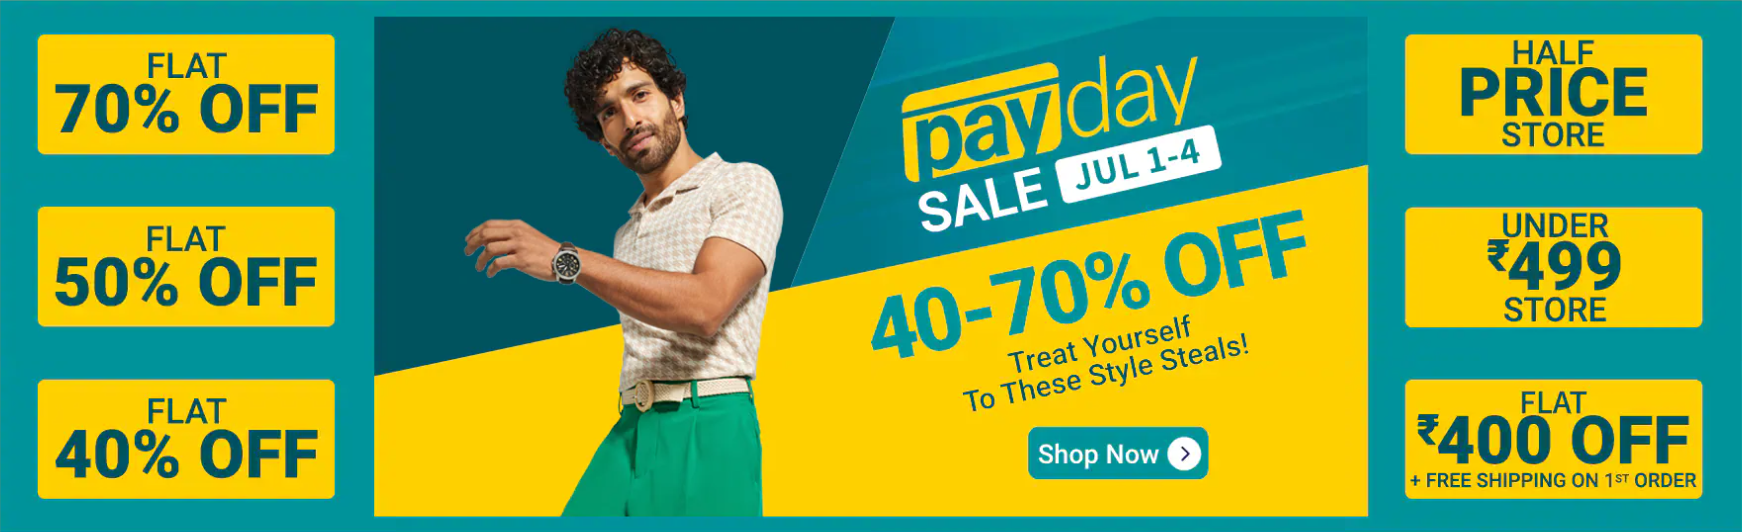 FLAT
70% OFF
FLAT
50% OFF
FLAT
40% OFF
payday
SALE JUL 1-4
40-70% OFF
Treat Yourself
To These Style Steals!
Shop Now
HALF
PRICE
STORE
UNDER
₹499
STORE
FLAT
₹400 OFF
+ FREE SHIPPING ON 1ST ORDER